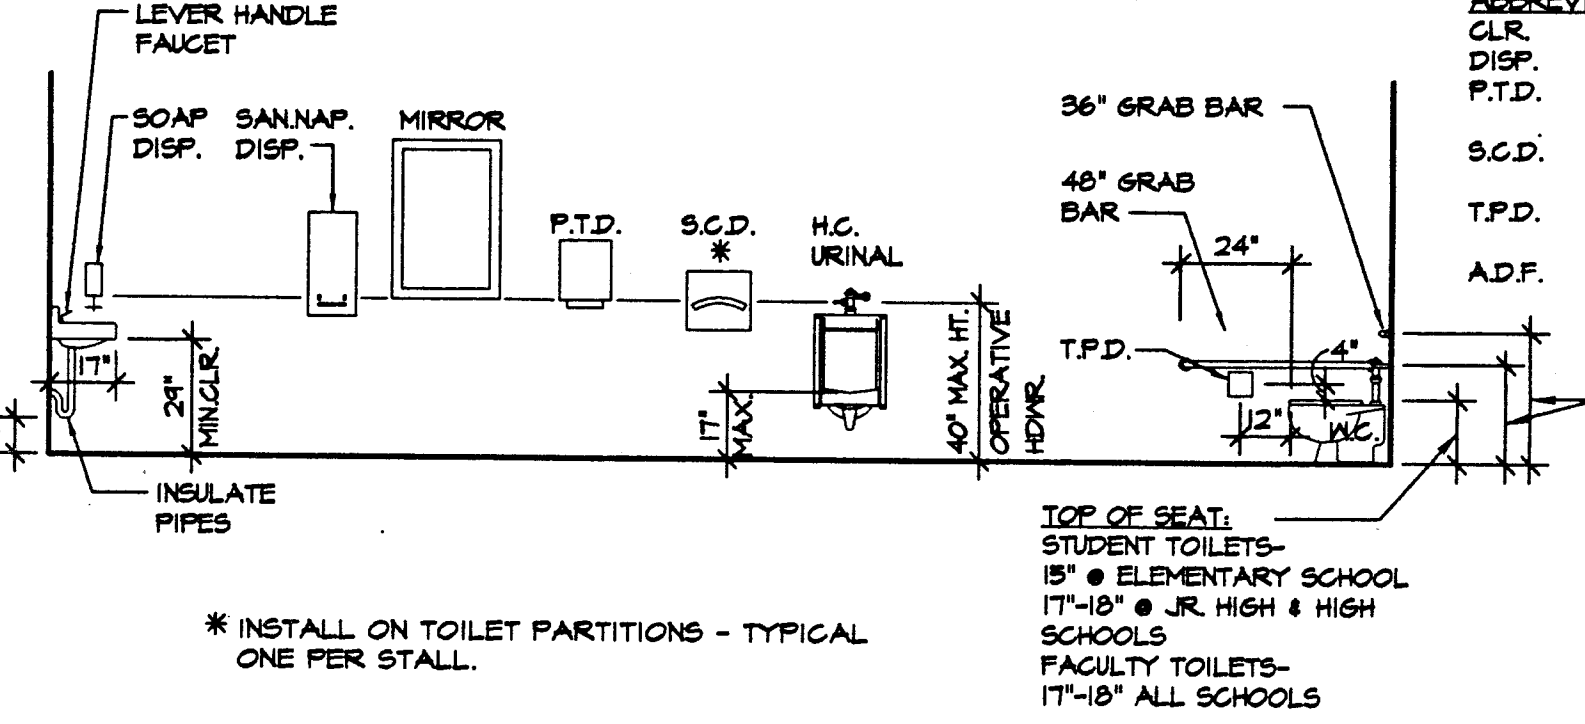 LEVER HANDLE
FAUCET
SOAP
DISP.
SAN.NAP.
DISP.
MIRROR
P.T.D.
S.C.D.
*
H.C.
URINAL
36" GRAB BAR
48" GRAB
BAR
24"
T.P.D.
4"
12"
W.C.
17"
29"
MIN.CLR.
17"
MAX.
40" MAX. HT.
OPERATIVE
HDWR.
INSULATE
PIPES
CLR.
DISP.
P.T.D.
S.C.D.
T.P.D.
A.D.F.
TOP OF SEAT:
STUDENT TOILETS-
15" @ ELEMENTARY SCHOOL
17"-18" @ JR. HIGH & HIGH
SCHOOLS
FACULTY TOILETS-
17"-18" ALL SCHOOLS
* INSTALL ON TOILET PARTITIONS - TYPICAL
ONE PER STALL.